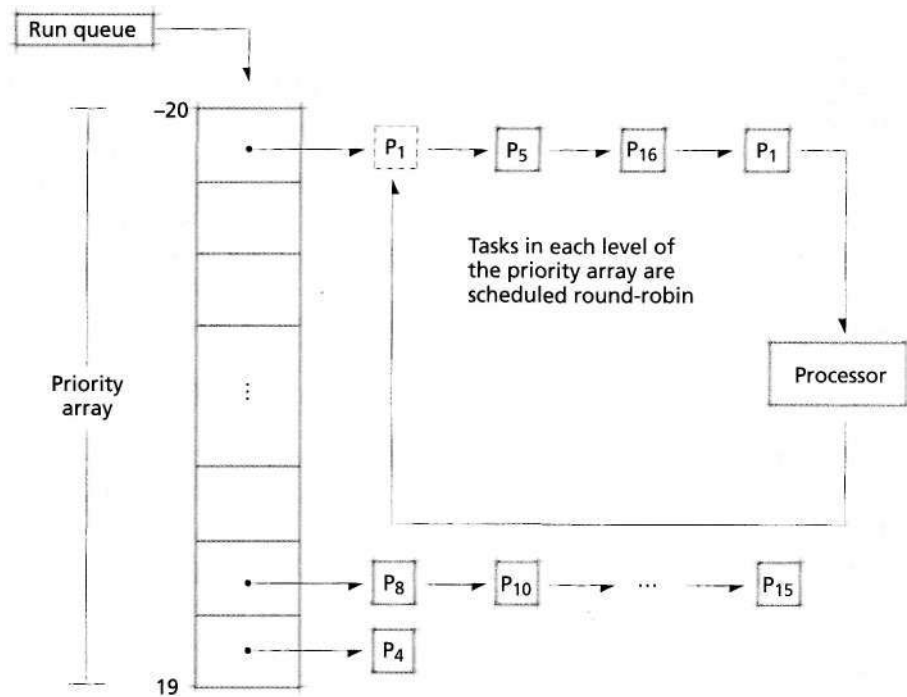 Run queue
–20
P1
P5
P16
P1
Tasks in each level of
the priority array are
scheduled round-robin
Priority
array
⋮
Processor
P8
P10
...
P15
P4
19